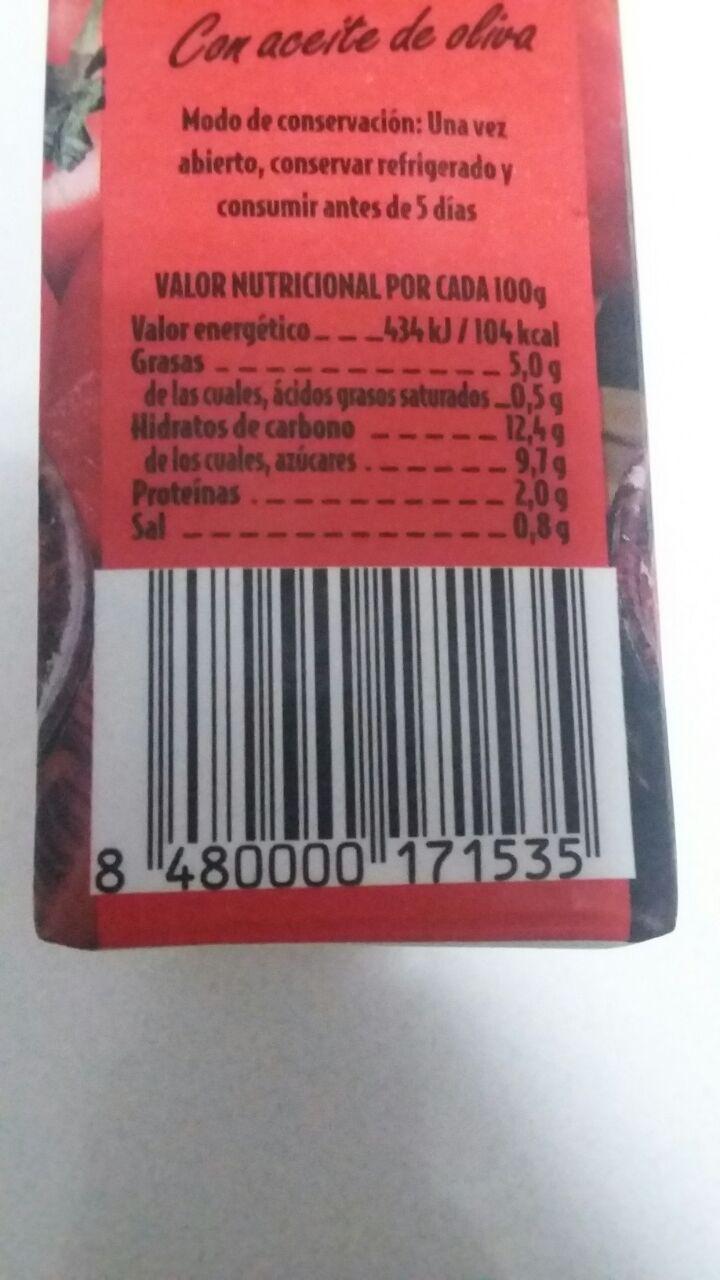 Con aceite de oliva
Modo de conservación: Una vez
abierto, conservar refrigerado y
consumir antes de 5 días
VALOR NUTRICIONAL POR CADA 100g
Valor energético 434 kJ / 104 kcal
Grasas 5,0 g
de las cuales, ácidos grasos saturados 0,5 g
Hidratos de carbono 12,4 g
de los cuales, azúcares 9,7 g
Proteínas 2,0 g
Sal 0,8 g
8 480000 171535